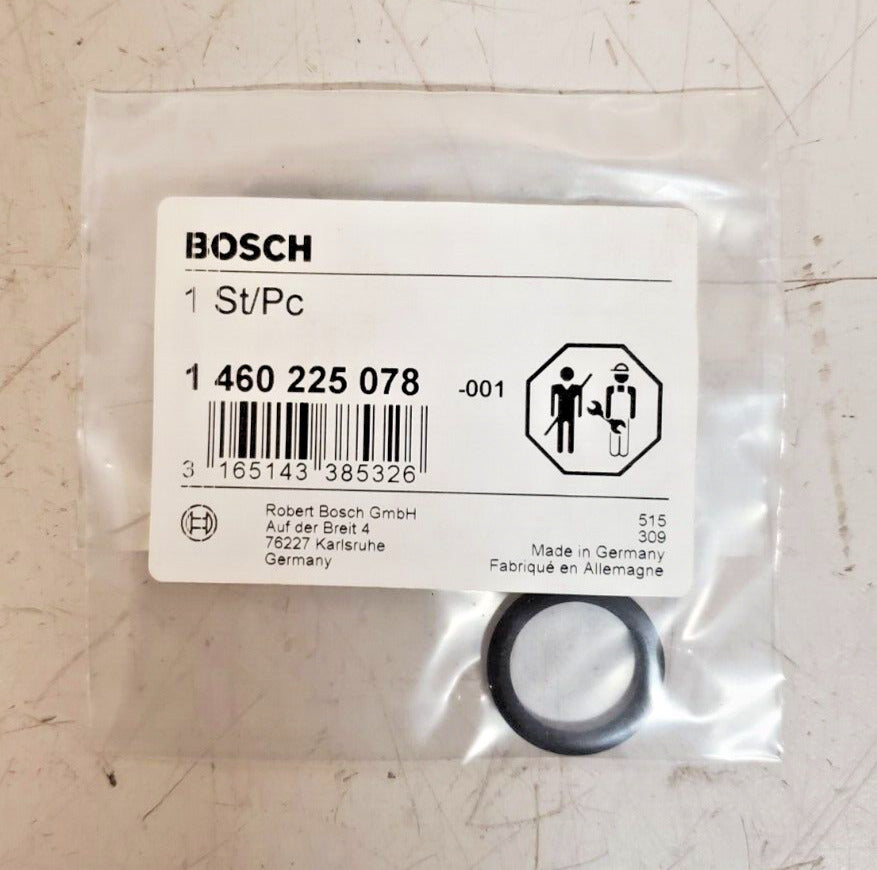 BOSCH
1 St/Pc
1 460 225 078 -001
3 165143 385326
Robert Bosch GmbH
Auf der Breit 4
76227 Karlsruhe
Germany
515
309
Made in Germany
Fabriqué en Allemagne